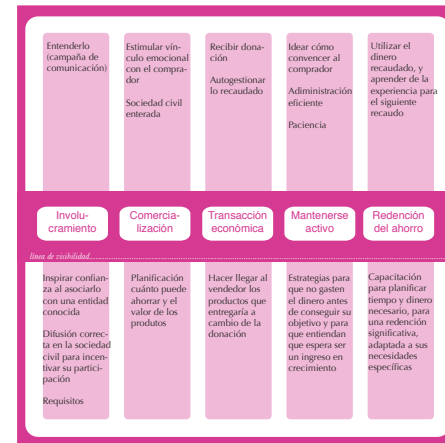 Entenderlo
(campaña de
comunicación)
Estimular vín-
culo emocional
con el compra-
dor
Sociedad civil
enterada
Recibir dona-
ción
Autogestionar
lo recaudado
Idear cómo
convencer al
comprador
Adiministración
eficiente
Paciencia
Utilizar el
dinero
recaudado, y
aprender de la
experiencia para
el siguiente
recaudo
Involu-
cramiento
Comercia-
lización
Transacción
económica
Mantenerse
activo
Redención
del ahorro
línea de visibilidad
Inspirar confian-
za al asociarlo
con una entidad
conocida
Difusión correc-
ta en la sociedad
civil para incen-
tivar su partici-
pación
Requisitos
Planificación
cuánto puede
ahorrar y el
valor de los
produtos
Hacer llegar al
vendedor los
productos que
entregaría a
cambio de la
donación
Estrategias para
que no gasten
el dinero antes
de conseguir su
objetivo y para
que entiendan
que espera ser
un ingreso en
crecimiento
Capacitación
para planificar
tiempo y dinero
necesario, para
una redención
significativa,
adaptada a sus
necesidades
específicas